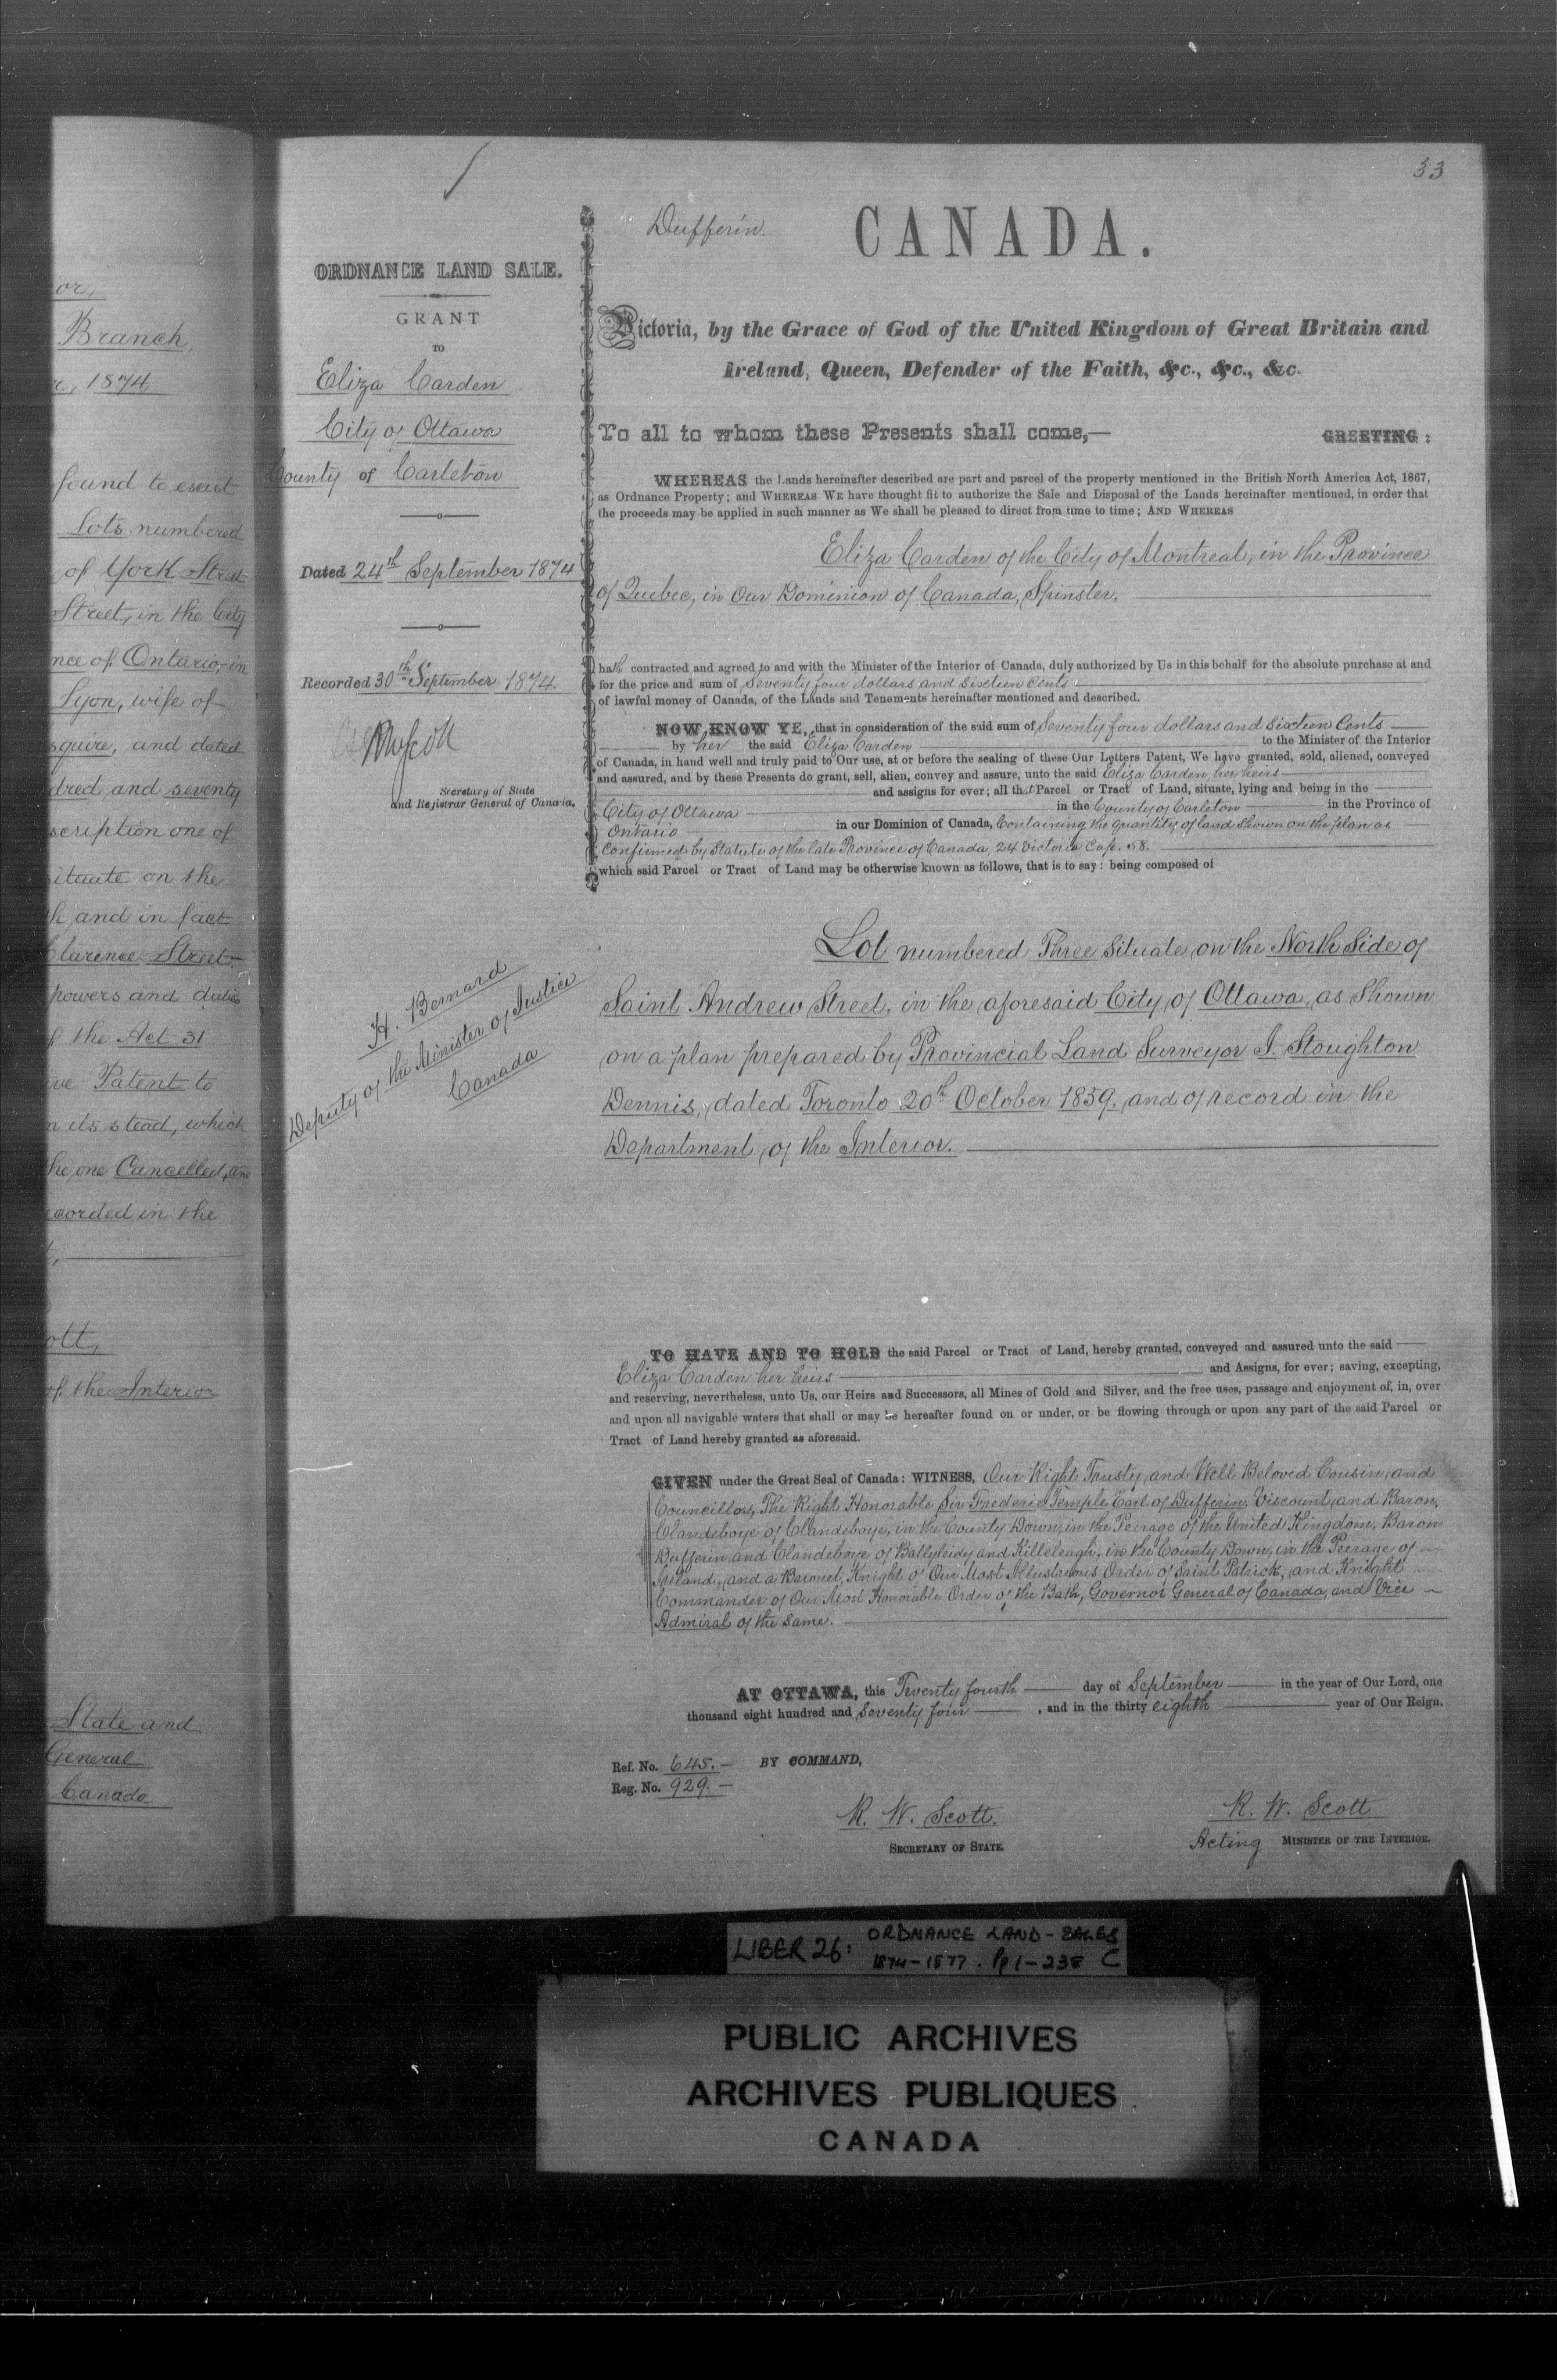 or,
Branch,
1874,
found to exist
Lots numbered
of York Street
Street, in the City
nce of Ontario, in
Lyon, wife of
squire, and dated
dred and seventy
scription one of
situate on the
h and in fact
Clarence Street
powers and duties
f the Act 31
Patent to
n its stead, which
he one Cancelled, an
ecorded in the
ott,
of the Interior
State and
General
Canada
33
ORDNANCE LAND SALE.
GRANT
TO
Eliza Carden
City of Ottawa
County of Carleton
Dated 24th September 1874
Recorded 30th September 1874.
RWScott
Secretary of State
and Registrar General of Canada.
H. Bernard
Deputy of the Minister of Justice
Canada
Dufferin.
CANADA.
Victoria, by the Grace of God of the United Kingdom of Great Britain and
Ireland, Queen, Defender of the Faith, &c., &c., &c.
To all to whom these Presents shall come,— GREETING:
WHEREAS the Lands hereinafter described are part and parcel of the property mentioned in the British North America Act, 1867,
as Ordnance Property; and WHEREAS WE have thought fit to authorize the Sale and Disposal of the Lands hereinafter mentioned, in order that
the proceeds may be applied in such manner as We shall be pleased to direct from time to time; AND WHEREAS
Eliza Carden of the City of Montreal, in the Province
of Quebec, in Our Dominion of Canada, Spinster.
hath contracted and agreed to and with the Minister of the Interior of Canada, duly authorized by Us in this behalf for the absolute purchase at and
for the price and sum of Seventy four dollars and Sixteen Cents
of lawful money of Canada, of the Lands and Tenements hereinafter mentioned and described.
NOW KNOW YE, that in consideration of the said sum of Seventy four dollars and Sixteen Cents
by her the said Eliza Carden to the Minister of the Interior
of Canada, in hand well and truly paid to Our use, at or before the sealing of these Our Letters Patent, We have granted, sold, aliened, conveyed
and assured, and by these Presents do grant, sell, alien, convey and assure, unto the said Eliza Carden, her heirs
and assigns for ever; all that Parcel or Tract of Land, situate, lying and being in the
City of Ottawa in the County of Carleton in the Province of
Ontario in our Dominion of Canada, Containing the quantity of land shown on the plan as
Confirmed by Statute of the late Province of Canada, 24 Victoria Cap. 58.
which said Parcel or Tract of Land may be otherwise known as follows, that is to say: being composed of
Lot numbered Three situate on the North Side of
Saint Andrew Street, in the aforesaid City of Ottawa, as shown
on a plan prepared by Provincial Land Surveyor J. Stoughton
Dennis, dated Toronto 20th October 1859. and of record in the
Department of the Interior.
TO HAVE AND TO HOLD the said Parcel or Tract of Land, hereby granted, conveyed and assured unto the said
Eliza Carden her heirs and Assigns, for ever; saving, excepting,
and reserving, nevertheless, unto Us, our Heirs and Successors, all Mines of Gold and Silver, and the free uses, passage and enjoyment of, in, over
and upon all navigable waters that shall or may be hereafter found on or under, or be flowing through or upon any part of the said Parcel or
Tract of Land hereby granted as aforesaid.
GIVEN under the Great Seal of Canada: WITNESS, Our Right Trusty and Well Beloved Cousin and
Councillor, The Right Honorable Sir Frederic Temple, Earl of Dufferin, Viscount and Baron,
Clandeboye of Clandeboye, in the County Down, in the Peerage of the United Kingdom, Baron
Dufferin and Clandeboye of Ballyleidy and Killeleagh, in the County Down, in the Peerage of
Ireland, and a Baronet, Knight of Our Most Illustrious Order of Saint Patrick, and Knight
Commander of Our Most Honorable Order of the Bath, Governor General of Canada, and Vice
Admiral of the same.
AT OTTAWA, this Twenty fourth day of September in the year of Our Lord, one
thousand eight hundred and Seventy four, and in the thirty eighth year of Our Reign.
Ref. No. 645. BY COMMAND,
Reg. No. 929.
R. W. Scott.
SECRETARY OF STATE.
R. W. Scott
Acting MINISTER OF THE INTERIOR.
LIBER 26: ORDNANCE LAND-SALES
1874-1877. Pp 1-238 C
PUBLIC ARCHIVES
ARCHIVES PUBLIQUES
CANADA